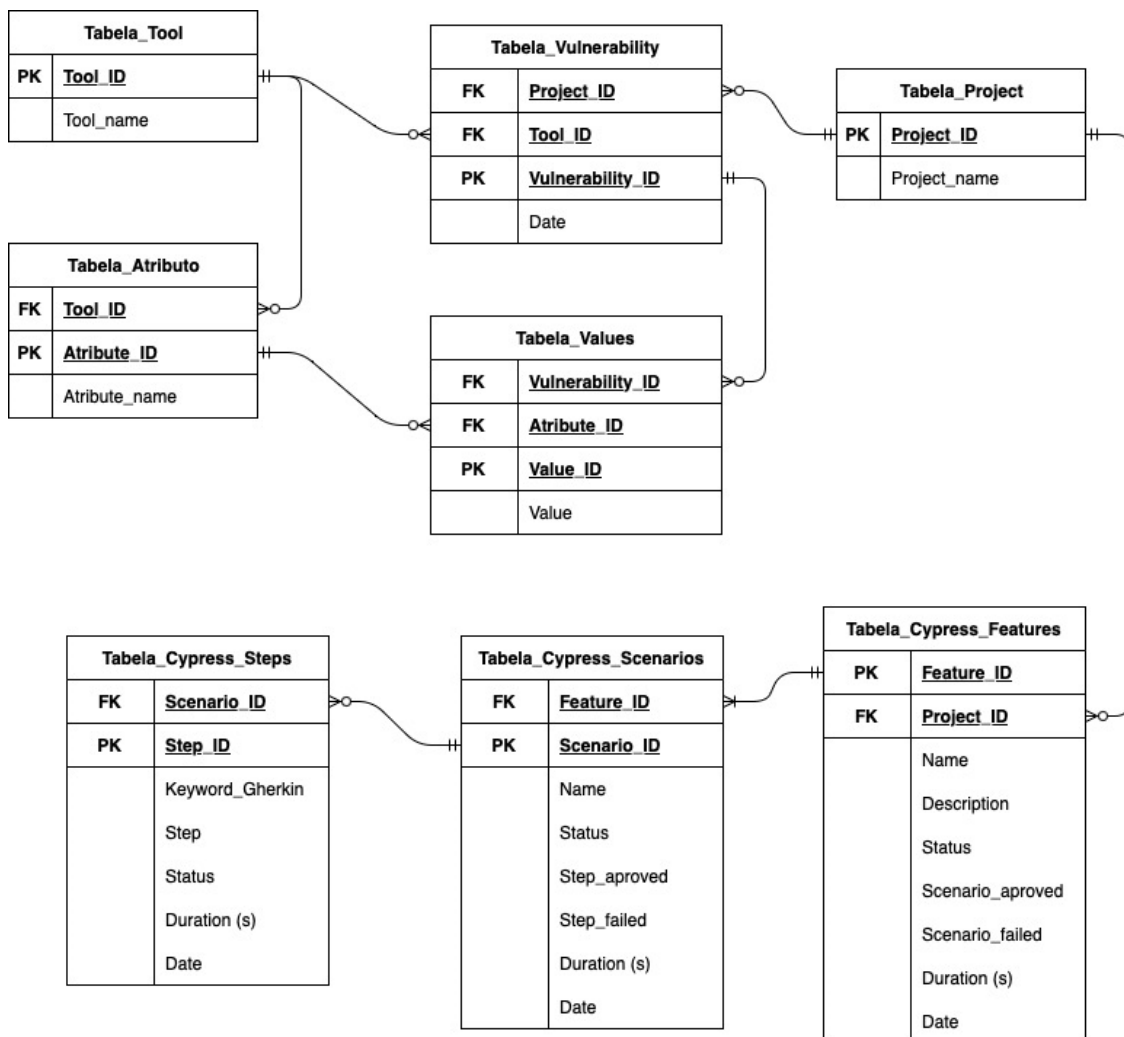 Tabela_Tool
PK Tool_ID
Tool_name
Tabela_Vulnerability
FK Project_ID
FK Tool_ID
PK Vulnerability_ID
Date
Tabela_Project
PK Project_ID
Project_name
Tabela_Atributo
FK Tool_ID
PK Atribute_ID
Atribute_name
Tabela_Values
FK Vulnerability_ID
FK Atribute_ID
PK Value_ID
Value
Tabela_Cypress_Steps
FK Scenario_ID
PK Step_ID
Keyword_Gherkin
Step
Status
Duration (s)
Date
Tabela_Cypress_Scenarios
FK Feature_ID
PK Scenario_ID
Name
Status
Step_aproved
Step_failed
Duration (s)
Date
Tabela_Cypress_Features
PK Feature_ID
FK Project_ID
Name
Description
Status
Scenario_aproved
Scenario_failed
Duration (s)
Date